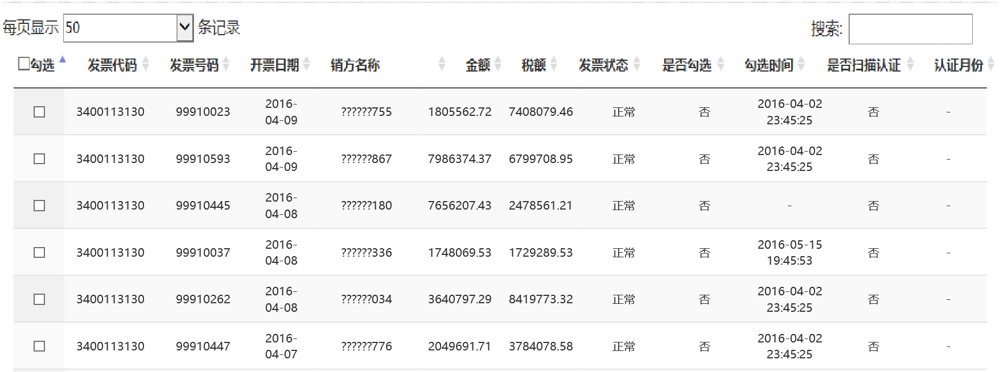 每页显示 50 条记录 搜索:
勾选 发票代码 发票号码 开票日期 销方名称 金额 税额 发票状态 是否勾选 勾选时间 是否扫描认证 认证月份
3400113130 99910023 2016-04-09 ??????755 1805562.72 7408079.46 正常 否 2016-04-02 23:45:25 否 -
3400113130 99910593 2016-04-09 ??????867 7986374.37 6799708.95 正常 否 2016-04-02 23:45:25 否 -
3400113130 99910445 2016-04-08 ??????180 7656207.43 2478561.21 正常 否 - 否 -
3400113130 99910037 2016-04-08 ??????336 1748069.53 1729289.53 正常 否 2016-05-15 19:45:53 否 -
3400113130 99910262 2016-04-08 ??????034 3640797.29 8419773.32 正常 否 2016-04-02 23:45:25 否 -
3400113130 99910447 2016-04-07 ??????776 2049691.71 3784078.58 正常 否 2016-04-02 23:45:25 否 -